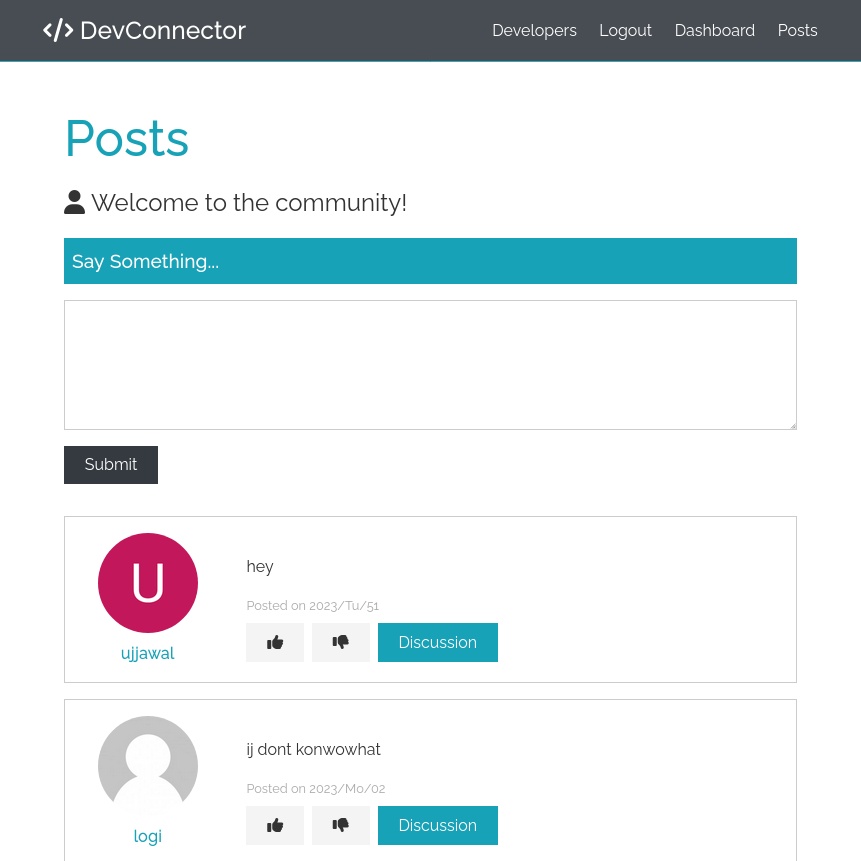 DevConnector Developers Logout Dashboard Posts
Posts
Welcome to the community!
Say Something...
Submit
U
ujjawal
hey
Posted on 2023/Tu/51
Discussion
logi
ij dont konwowhat
Posted on 2023/Mo/02
Discussion